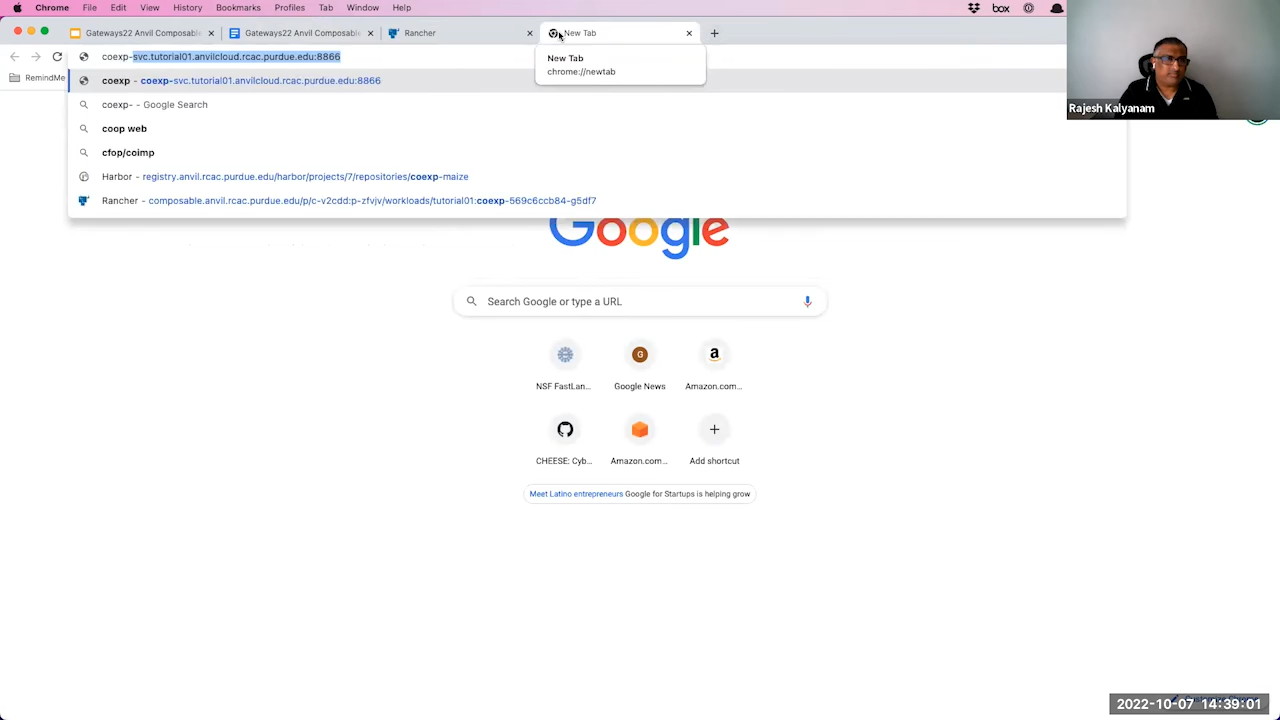 Chrome File Edit View History Bookmarks Profiles Tab Window Help box
Gateways22 Anvil Composable
Gateways22 Anvil Composable
Rancher
New Tab
coexp-svc.tutorial01.anvilcloud.rcac.purdue.edu:8866
New Tab
chrome://newtab
RemindMe
coexp - coexp-svc.tutorial01.anvilcloud.rcac.purdue.edu:8866
coexp- - Google Search
coop web
cfop/coimp
Harbor - registry.anvil.rcac.purdue.edu/harbor/projects/7/repositories/coexp-maize
Rancher - composable.anvil.rcac.purdue.edu/p/c-v2cdd:p-zfvjv/workloads/tutorial01:coexp-569c6ccb84-g5df7
Rajesh Kalyanam
Google
Search Google or type a URL
G
a
NSF FastLan...
Google News
Amazon.com...
CHEESE: Cyb...
Amazon.com...
Add shortcut
Meet Latino entrepreneurs Google for Startups is helping grow
2022-10-07 14:39:01